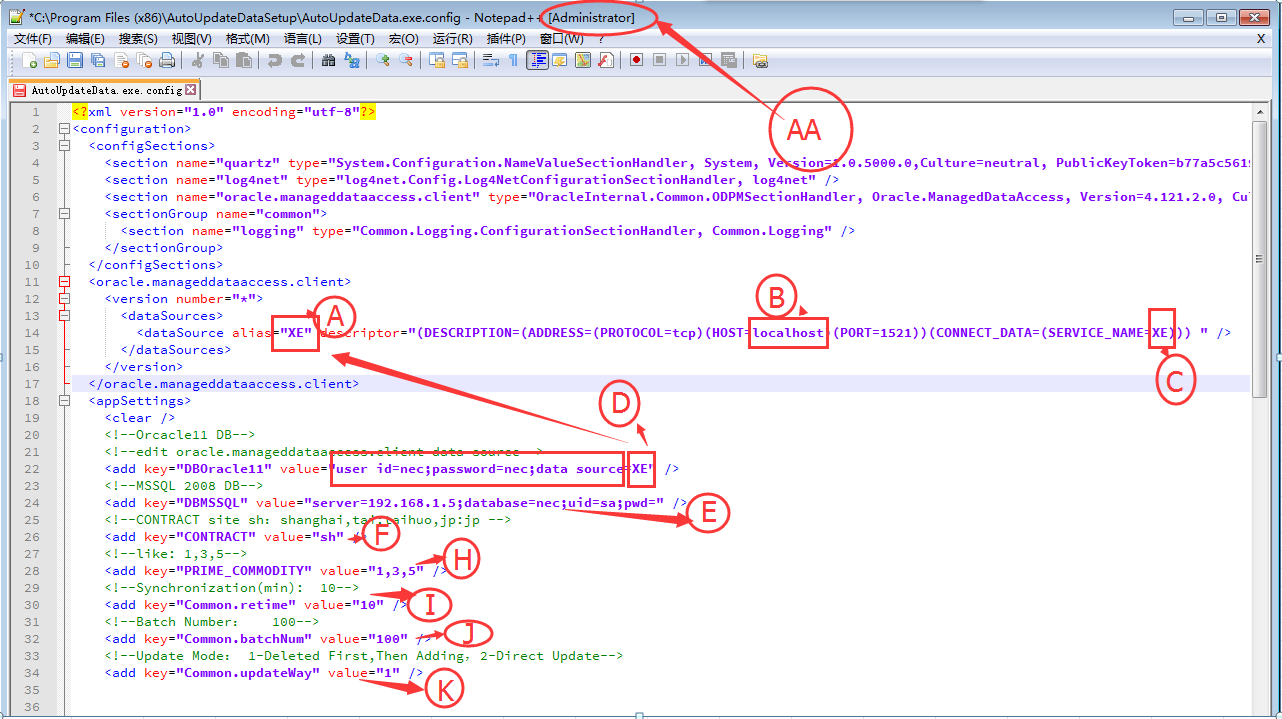 *C:\Program Files (x86)\AutoUpdateDataSetup\AutoUpdateData.exe.config - Notepad++ [Administrator]
文件(F) 编辑(E) 搜索(S) 视图(V) 格式(M) 语言(L) 设置(T) 宏(O) 运行(R) 插件(P) 窗口(W) ? X
AutoUpdateData.exe.config
AA
1 <?xml version="1.0" encoding="utf-8"?>
2 <configuration>
3 <configSections>
4 <section name="quartz" type="System.Configuration.NameValueSectionHandler, System, Version=1.0.5000.0,Culture=neutral, PublicKeyToken=b77a5c561
5 <section name="log4net" type="log4net.Config.Log4NetConfigurationSectionHandler, log4net" />
6 <section name="oracle.manageddataaccess.client" type="OracleInternal.Common.ODPMSectionHandler, Oracle.ManagedDataAccess, Version=4.121.2.0, Cul
7 <sectionGroup name="common">
8 <section name="logging" type="Common.Logging.ConfigurationSectionHandler, Common.Logging" />
9 </sectionGroup>
10 </configSections>
11 <oracle.manageddataaccess.client>
12 <version number="*">
13 <dataSources>
A
B
14 <dataSource alias="XE" descriptor="(DESCRIPTION=(ADDRESS=(PROTOCOL=tcp)(HOST=localhost)(PORT=1521))(CONNECT_DATA=(SERVICE_NAME=XE))) " />
15 </dataSources>
16 </version>
17 </oracle.manageddataaccess.client>
C
18 <appSettings>
D
19 <clear />
20 <!--Orcacle11 DB-->
21 <!--edit oracle.manageddataaccess.client data source-->
22 <add key="DBOracle11" value="user id=nec;password=nec;data source=XE" />
23 <!--MSSQL 2008 DB-->
24 <add key="DBMSSQL" value="server=192.168.1.5;database=nec;uid=sa;pwd=" />
E
25 <!--CONTRACT site sh：shanghai,tai:taihuo,jp:jp -->
26 <add key="CONTRACT" value="sh" />
F
27 <!--like: 1,3,5-->
28 <add key="PRIME_COMMODITY" value="1,3,5" />
H
29 <!--Synchronization(min)： 10-->
30 <add key="Common.retime" value="10" />
I
31 <!--Batch Number： 100-->
32 <add key="Common.batchNum" value="100" />
J
33 <!--Update Mode： 1-Deleted First,Then Adding，2-Direct Update-->
34 <add key="Common.updateWay" value="1" />
K
35
36